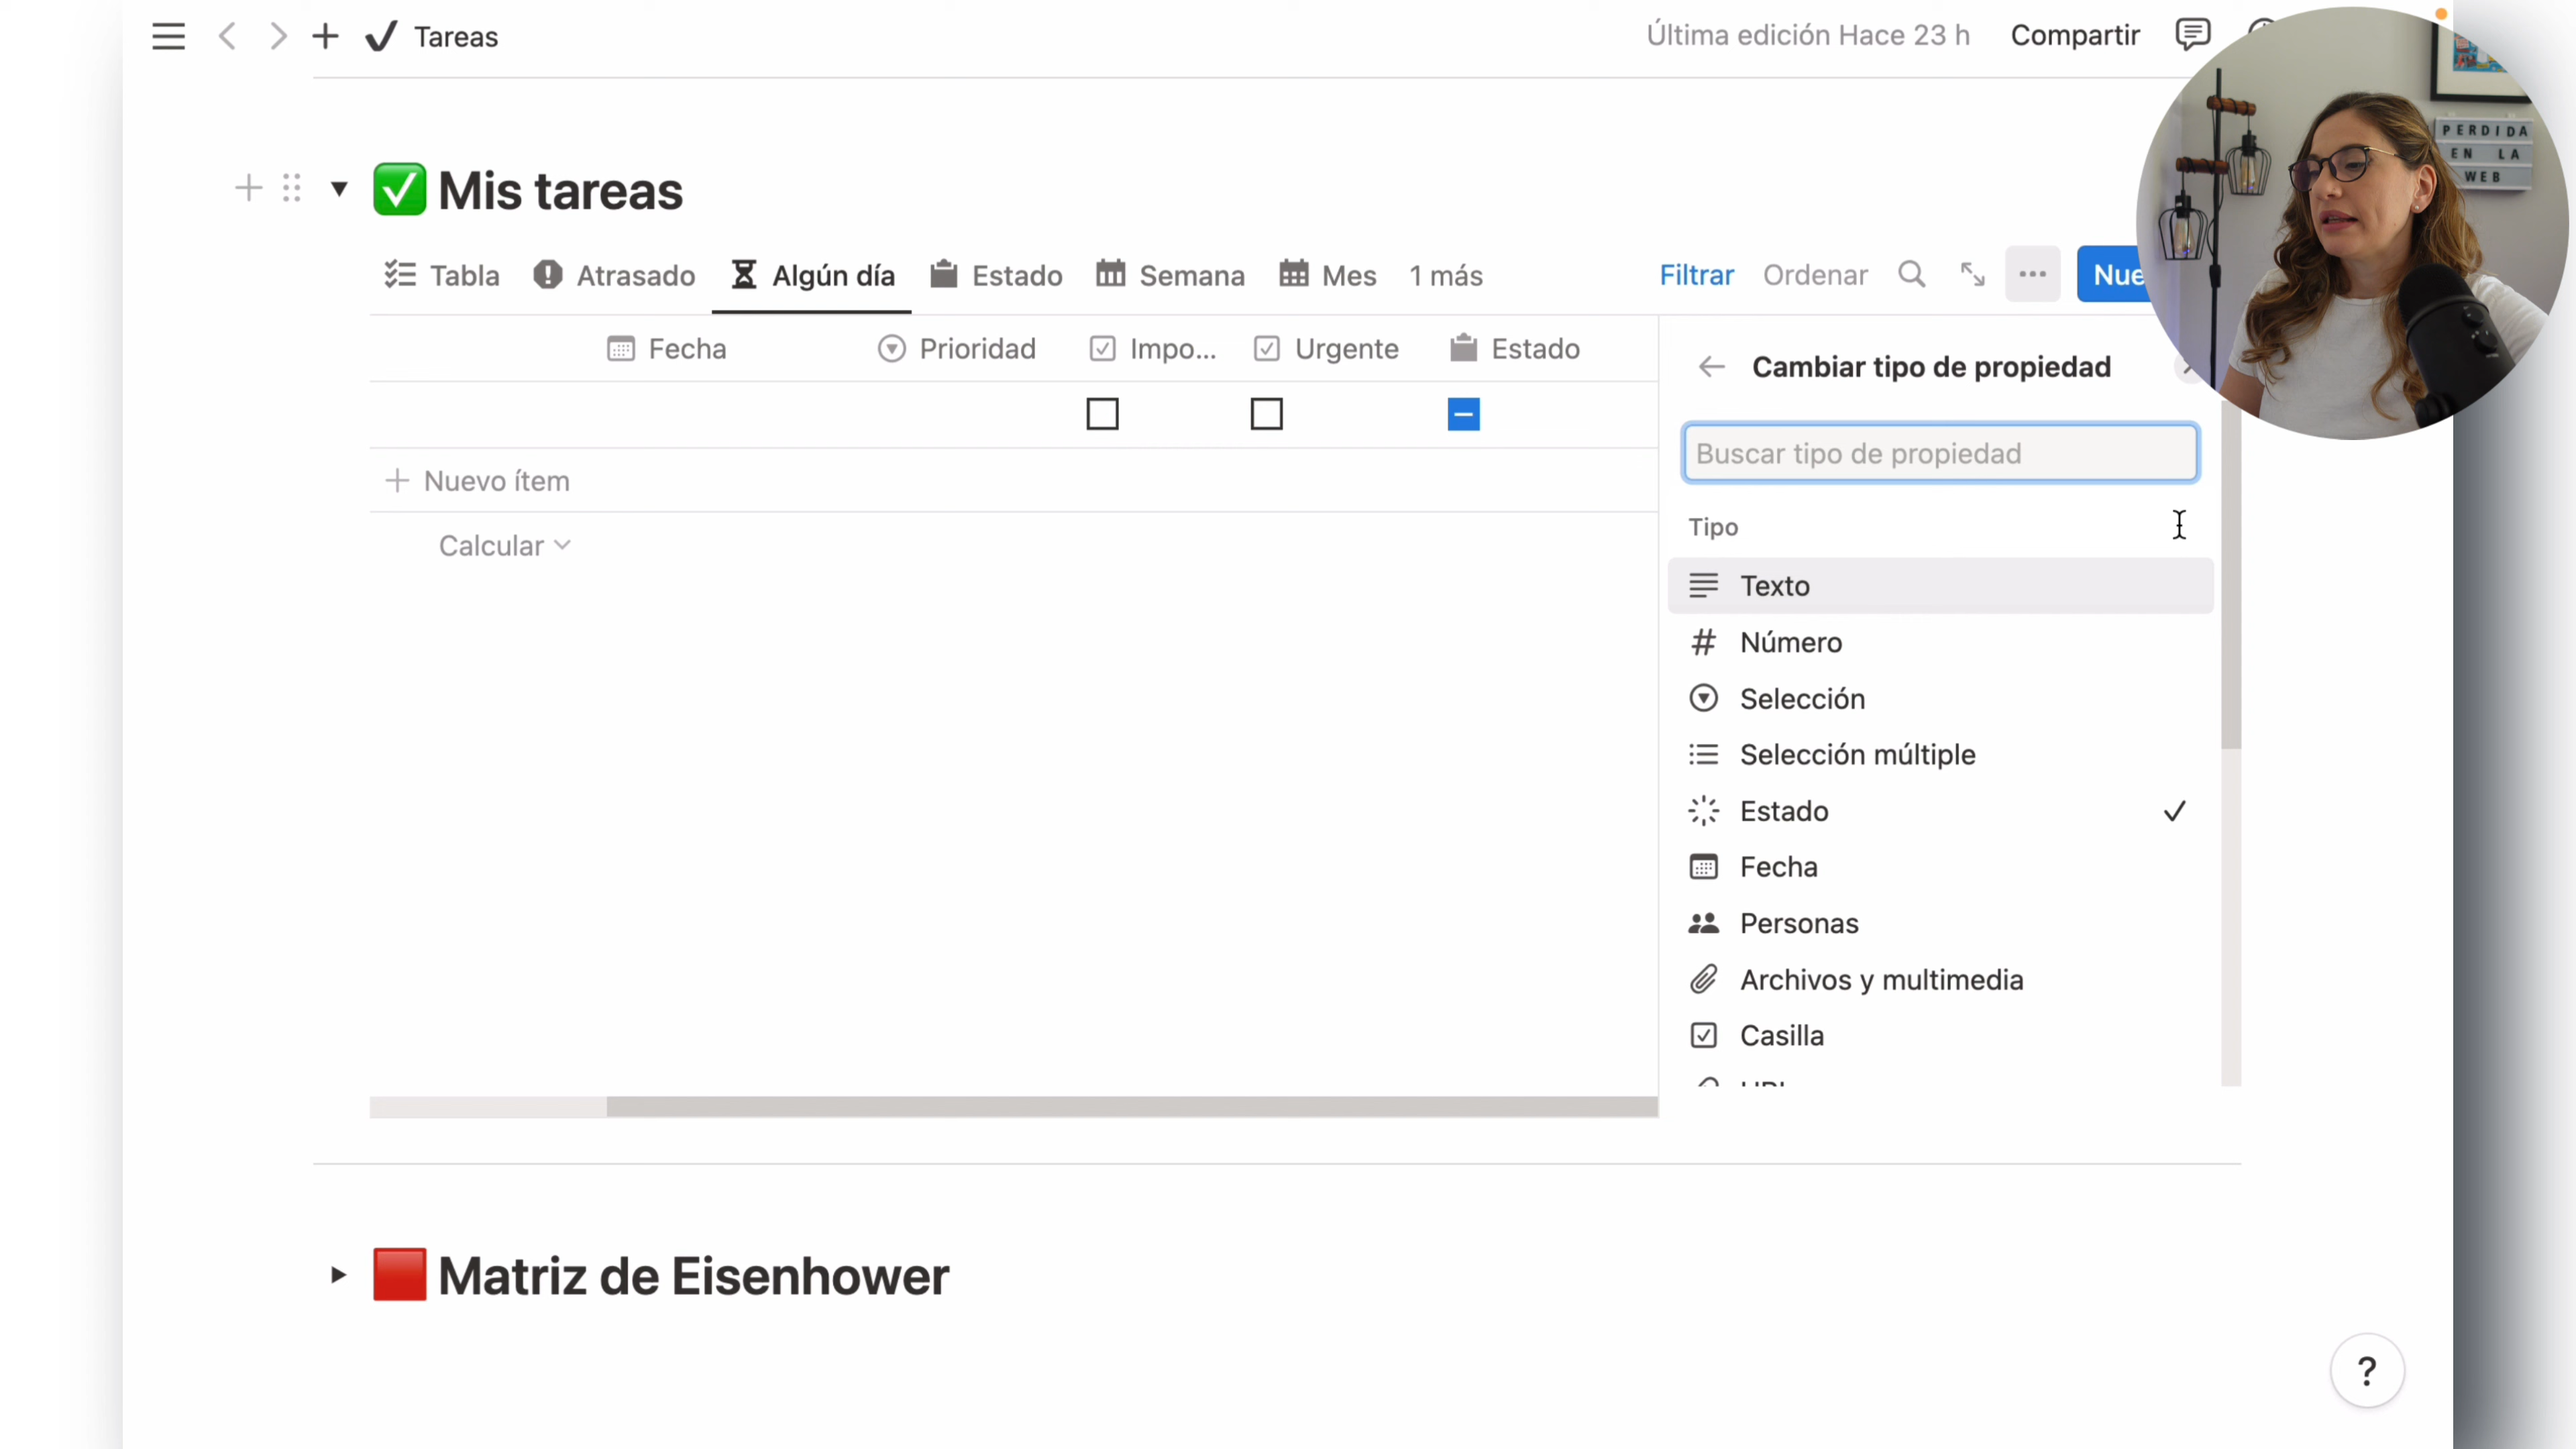 Tareas
Última edición Hace 23 h
Compartir
PERDIDA
EN LA
WEB
Mis tareas
Tabla
Atrasado
Algún día
Estado
Semana
Mes
1 más
Filtrar
Ordenar
Nue
Fecha
Prioridad
Impo...
Urgente
Estado
Nuevo ítem
Calcular
Cambiar tipo de propiedad
Buscar tipo de propiedad
Tipo
Texto
Número
Selección
Selección múltiple
Estado
Fecha
Personas
Archivos y multimedia
Casilla
Matriz de Eisenhower
?